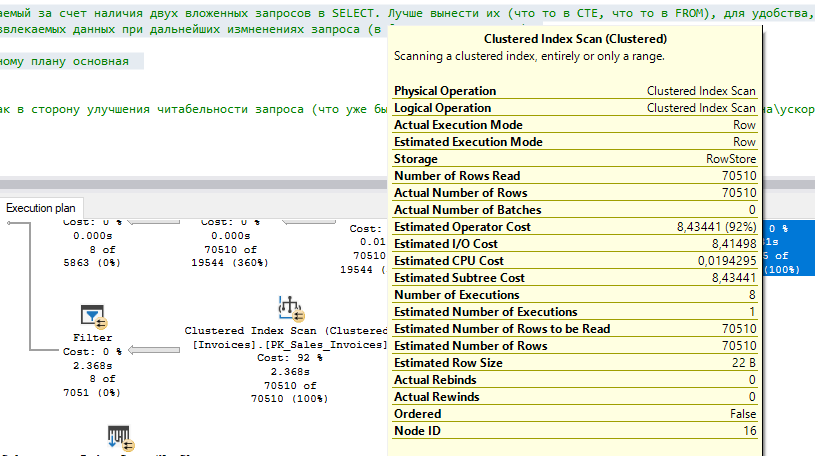 аемый за счет наличия двух вложенных запросов в SELECT. Лучше вынести их (что то в CTE, что то в FROM), для удобства,
звлекаемых данных при дальнейших измненениях запроса (в
ному плану основная
ак в сторону улучшения читабельности запроса (что уже бы
на\ускор
Clustered Index Scan (Clustered)
Scanning a clustered index, entirely or only a range.
Physical Operation Clustered Index Scan
Logical Operation Clustered Index Scan
Actual Execution Mode Row
Estimated Execution Mode Row
Storage RowStore
Number of Rows Read 70510
Actual Number of Rows 70510
Actual Number of Batches 0
Estimated Operator Cost 8,43441 (92%)
Estimated I/O Cost 8,41498
Estimated CPU Cost 0,0194295
Estimated Subtree Cost 8,43441
Number of Executions 8
Estimated Number of Executions 1
Estimated Number of Rows to be Read 70510
Estimated Number of Rows 70510
Estimated Row Size 22 B
Actual Rebinds 0
Actual Rewinds 0
Ordered False
Node ID 16
Execution plan
Cost: 0 %
0.000s
8 of
5863 (0%)
Cost: 0 %
0.000s
70510 of
19544 (360%)
Cost:
0.01
70510
19544 (
0 %
1s
5 of
(100%)
Filter
Cost: 0 %
2.368s
8 of
7051 (0%)
Clustered Index Scan (Clustered
[Invoices].[PK_Sales_Invoices]
Cost: 92 %
2.368s
70510 of
70510 (100%)